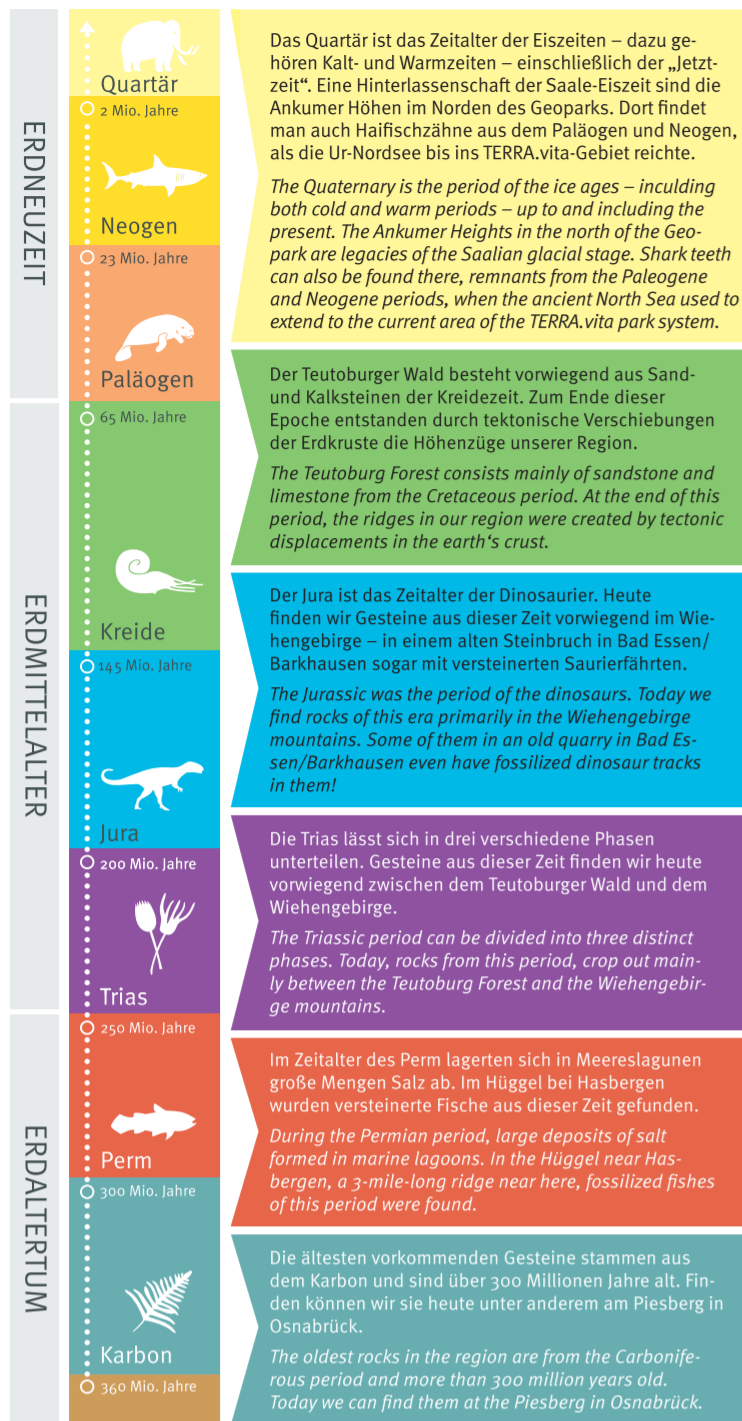 ERDNEUZEIT
Quartär
2 Mio. Jahre
Neogen
23 Mio. Jahre
Paläogen
65 Mio. Jahre
ERDMITTELALTER
Kreide
145 Mio. Jahre
Jura
200 Mio. Jahre
Trias
250 Mio. Jahre
ERDALTERTUM
Perm
300 Mio. Jahre
Karbon
360 Mio. Jahre
Das Quartär ist das Zeitalter der Eiszeiten – dazu ge-
hören Kalt- und Warmzeiten – einschließlich der „Jetzt-
zeit“. Eine Hinterlassenschaft der Saale-Eiszeit sind die
Ankumer Höhen im Norden des Geoparks. Dort findet
man auch Haifischzähne aus dem Paläogen und Neogen,
als die Ur-Nordsee bis ins TERRA.vita-Gebiet reichte.
The Quaternary is the period of the ice ages – inculding
both cold and warm periods – up to and including the
present. The Ankumer Heights in the north of the Geo-
park are legacies of the Saalian glacial stage. Shark teeth
can also be found there, remnants from the Paleogene
and Neogene periods, when the ancient North Sea used to
extend to the current area of the TERRA.vita park system.
Der Teutoburger Wald besteht vorwiegend aus Sand-
und Kalksteinen der Kreidezeit. Zum Ende dieser
Epoche entstanden durch tektonische Verschiebungen
der Erdkruste die Höhenzüge unserer Region.
The Teutoburg Forest consists mainly of sandstone and
limestone from the Cretaceous period. At the end of this
period, the ridges in our region were created by tectonic
displacements in the earth‘s crust.
Der Jura ist das Zeitalter der Dinosaurier. Heute
finden wir Gesteine aus dieser Zeit vorwiegend im Wie-
hengebirge – in einem alten Steinbruch in Bad Essen/
Barkhausen sogar mit versteinerten Saurierfährten.
The Jurassic was the period of the dinosaurs. Today we
find rocks of this era primarily in the Wiehengebirge
mountains. Some of them in an old quarry in Bad Es-
sen/Barkhausen even have fossilized dinosaur tracks
in them!
Die Trias lässt sich in drei verschiedene Phasen
unterteilen. Gesteine aus dieser Zeit finden wir heute
vorwiegend zwischen dem Teutoburger Wald und dem
Wiehengebirge.
The Triassic period can be divided into three distinct
phases. Today, rocks from this period, crop out main-
ly between the Teutoburg Forest and the Wiehengebir-
ge mountains.
Im Zeitalter des Perm lagerten sich in Meereslagunen
große Mengen Salz ab. Im Hüggel bei Hasbergen
wurden versteinerte Fische aus dieser Zeit gefunden.
During the Permian period, large deposits of salt
formed in marine lagoons. In the Hüggel near Has-
bergen, a 3-mile-long ridge near here, fossilized fishes
of this period were found.
Die ältesten vorkommenden Gesteine stammen aus
dem Karbon und sind über 300 Millionen Jahre alt. Fin-
den können wir sie heute unter anderem am Piesberg in
Osnabrück.
The oldest rocks in the region are from the Carbonife-
rous period and more than 300 million years old.
Today we can find them at the Piesberg in Osnabrück.